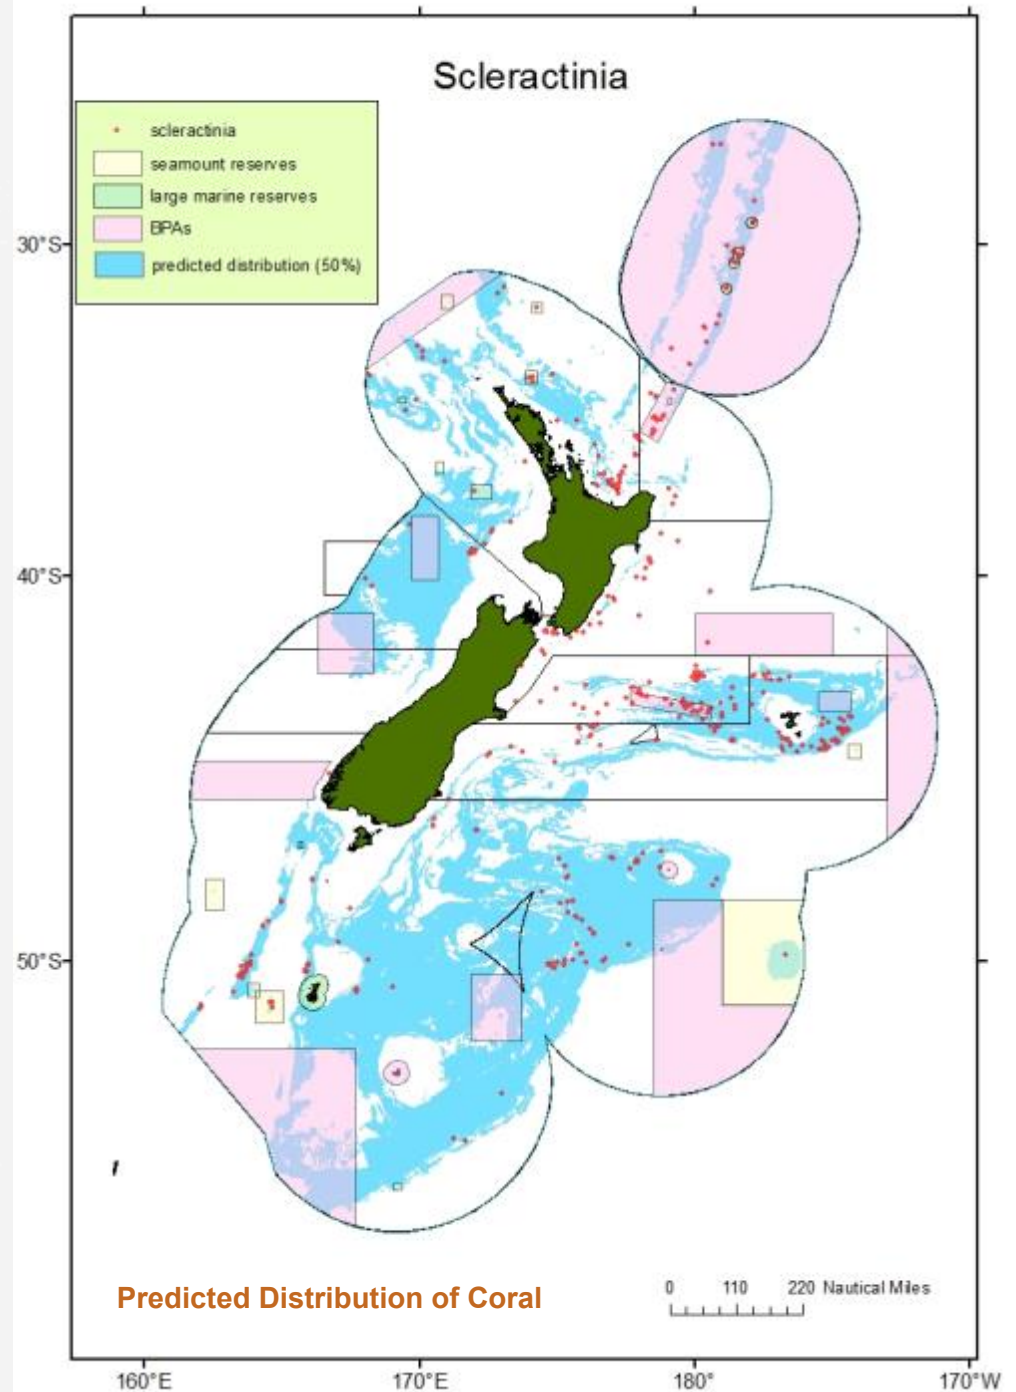 Scleractinia
scleractinia
seamount reserves
large marine reserves
BPAs
predicted distribution (50%)
30°S
40°S
50°S
Predicted Distribution of Coral
0 110 220 Nautical Miles
160°E 170°E 180° 170°W